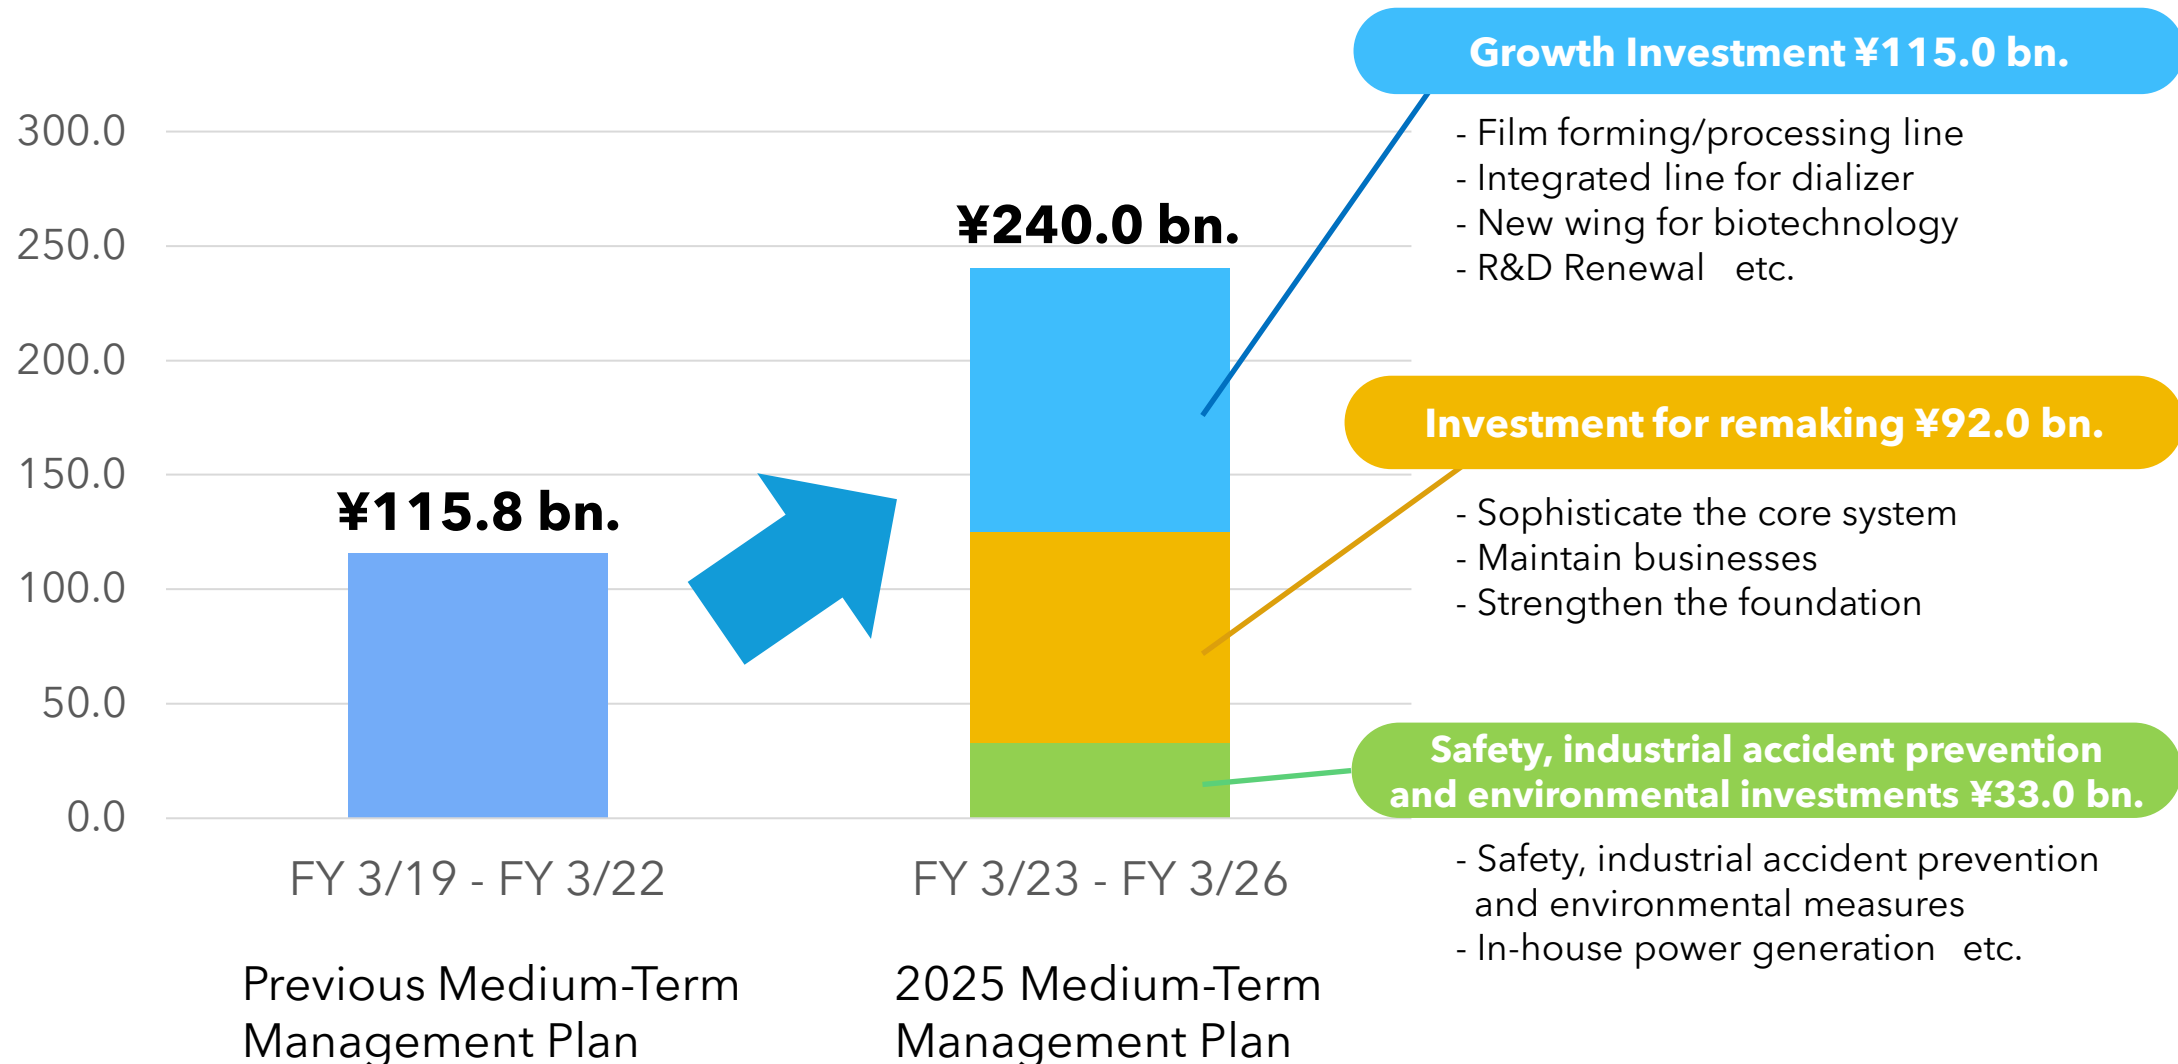 Growth Investment ¥115.0 bn.
- Film forming/processing line
- Integrated line for dializer
- New wing for biotechnology
- R&D Renewal etc.
300.0
250.0
200.0
150.0
100.0
50.0
0.0
¥115.8 bn.
¥240.0 bn.
Investment for remaking ¥92.0 bn.
- Sophisticate the core system
- Maintain businesses
- Strengthen the foundation
Safety, industrial accident prevention
and environmental investments ¥33.0 bn.
- Safety, industrial accident prevention
and environmental measures
- In-house power generation etc.
FY 3/19 - FY 3/22
FY 3/23 - FY 3/26
Previous Medium-Term
Management Plan
2025 Medium-Term
Management Plan